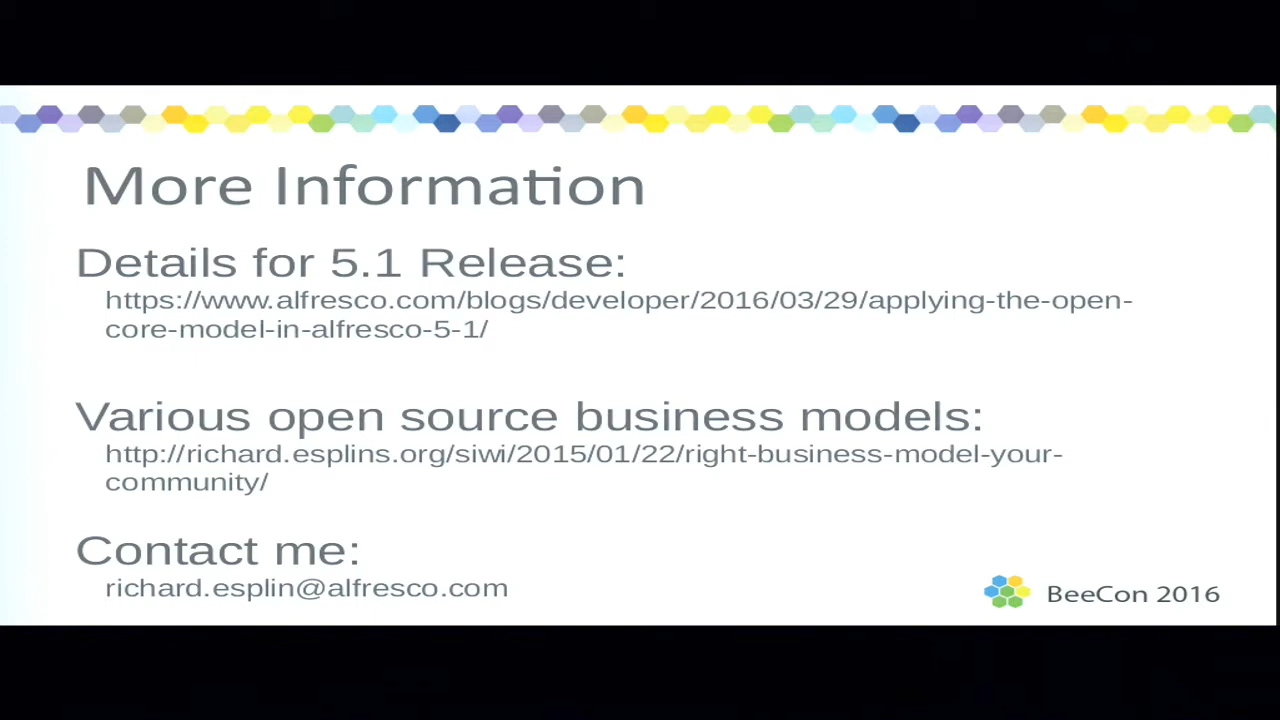 More Information
Details for 5.1 Release:
https://www.alfresco.com/blogs/developer/2016/03/29/applying-the-open-
core-model-in-alfresco-5-1/
Various open source business models:
http://richard.esplins.org/siwi/2015/01/22/right-business-model-your-
community/
Contact me:
richard.esplin@alfresco.com
BeeCon 2016